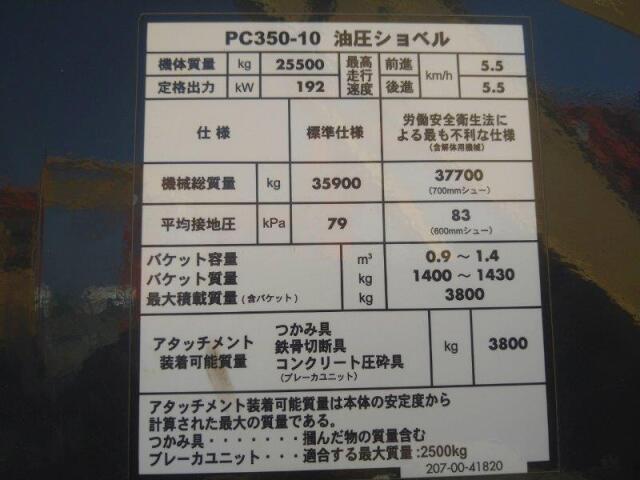 PC350-10 油圧ショベル
機体質量 kg 25500 最高走行速度 前進 km/h 5.5
定格出力 kW 192 後進 5.5
仕様 標準仕様 労働安全衛生法に
よる最も不利な仕様
(含解体用機械)
機械総質量 kg 35900 37700
(700mmシュー)
平均接地圧 kPa 79 83
(600mmシュー)
バケット容量 m³ 0.9 ～ 1.4
バケット質量 kg 1400 ～ 1430
最大積載質量 (含バケット) kg 3800
アタッチメント
装着可能質量
つかみ具
鉄骨切断具
コンクリート圧砕具
(ブレーカユニット)
kg 3800
アタッチメント装着可能質量は本体の安定度から
計算された最大の質量である。
つかみ具・・・・・・・掴んだ物の質量含む
ブレーカユニット・・・適合する最大質量:2500kg
207-00-41820